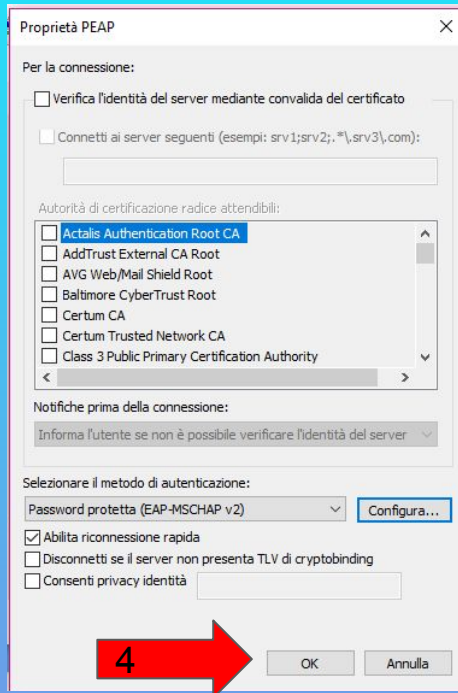 Proprietà PEAP
Per la connessione:
Verifica l'identità del server mediante convalida del certificato
Connetti ai server seguenti (esempi: srv1;srv2;.*\.srv3\.com):
Autorità di certificazione radice attendibili:
Actalis Authentication Root CA
AddTrust External CA Root
AVG Web/Mail Shield Root
Baltimore CyberTrust Root
Certum CA
Certum Trusted Network CA
Class 3 Public Primary Certification Authority
Notifiche prima della connessione:
Informa l'utente se non è possibile verificare l'identità del server
Selezionare il metodo di autenticazione:
Password protetta (EAP-MSCHAP v2) Configura...
Abilita riconnessione rapida
Disconnetti se il server non presenta TLV di cryptobinding
Consenti privacy identità
4 OK Annulla